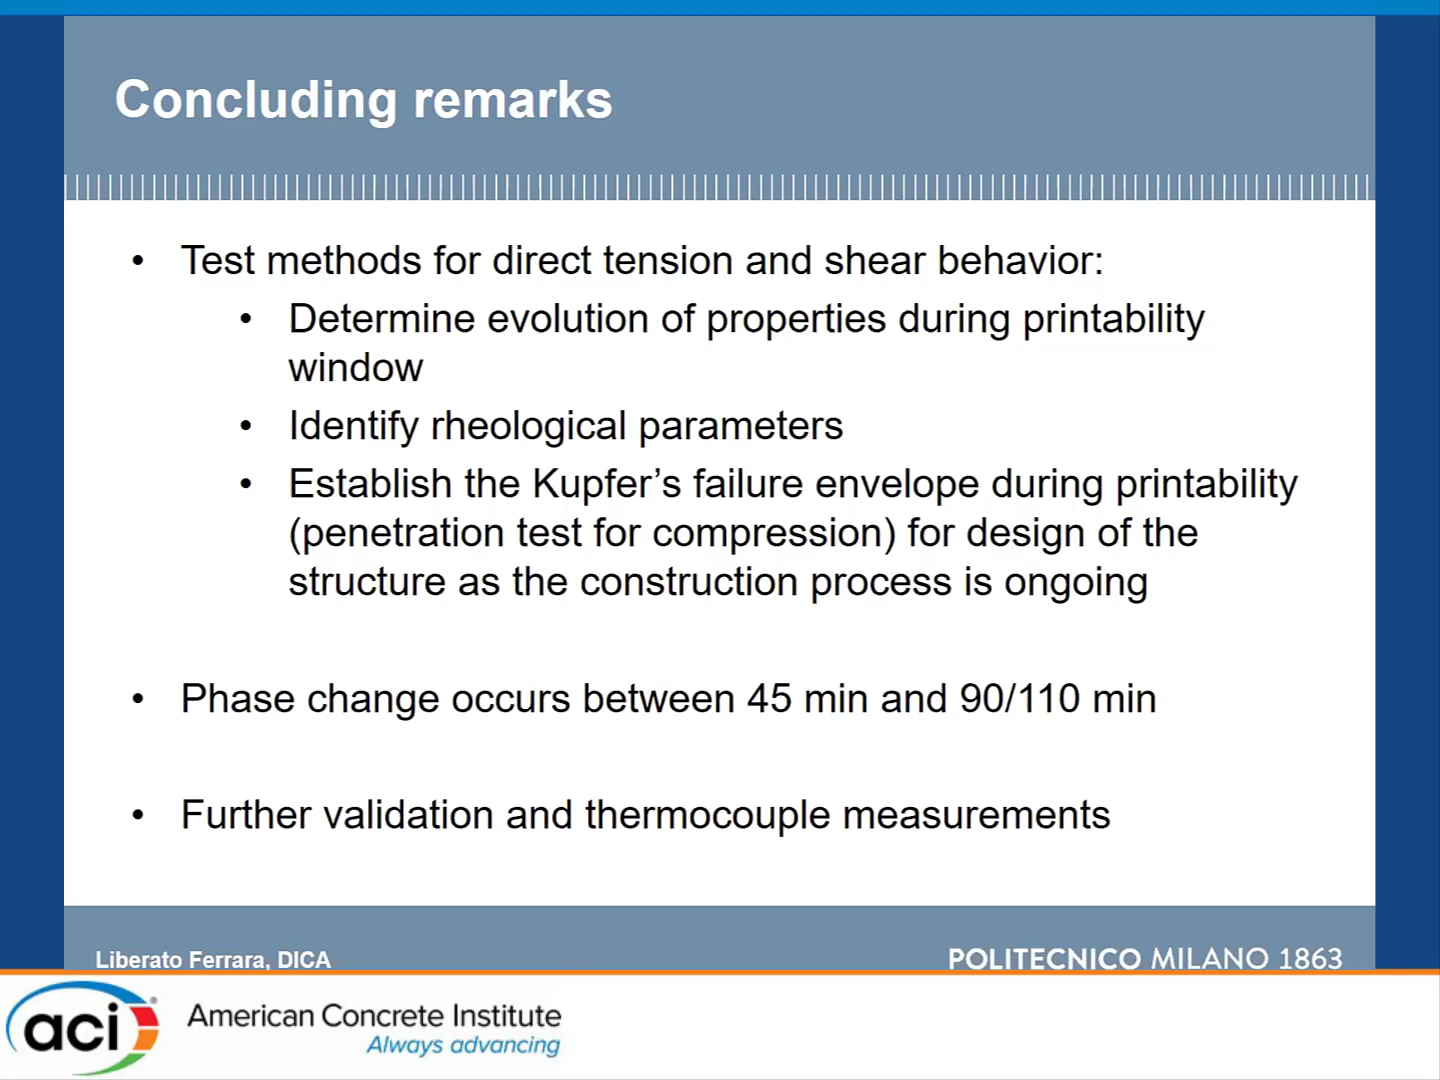 Concluding remarks
• Test methods for direct tension and shear behavior:
• Determine evolution of properties during printability
window
• Identify rheological parameters
• Establish the Kupfer’s failure envelope during printability
(penetration test for compression) for design of the
structure as the construction process is ongoing
• Phase change occurs between 45 min and 90/110 min
• Further validation and thermocouple measurements
Liberato Ferrara, DICA
POLITECNICO MILANO 1863
aci
American Concrete Institute
Always advancing